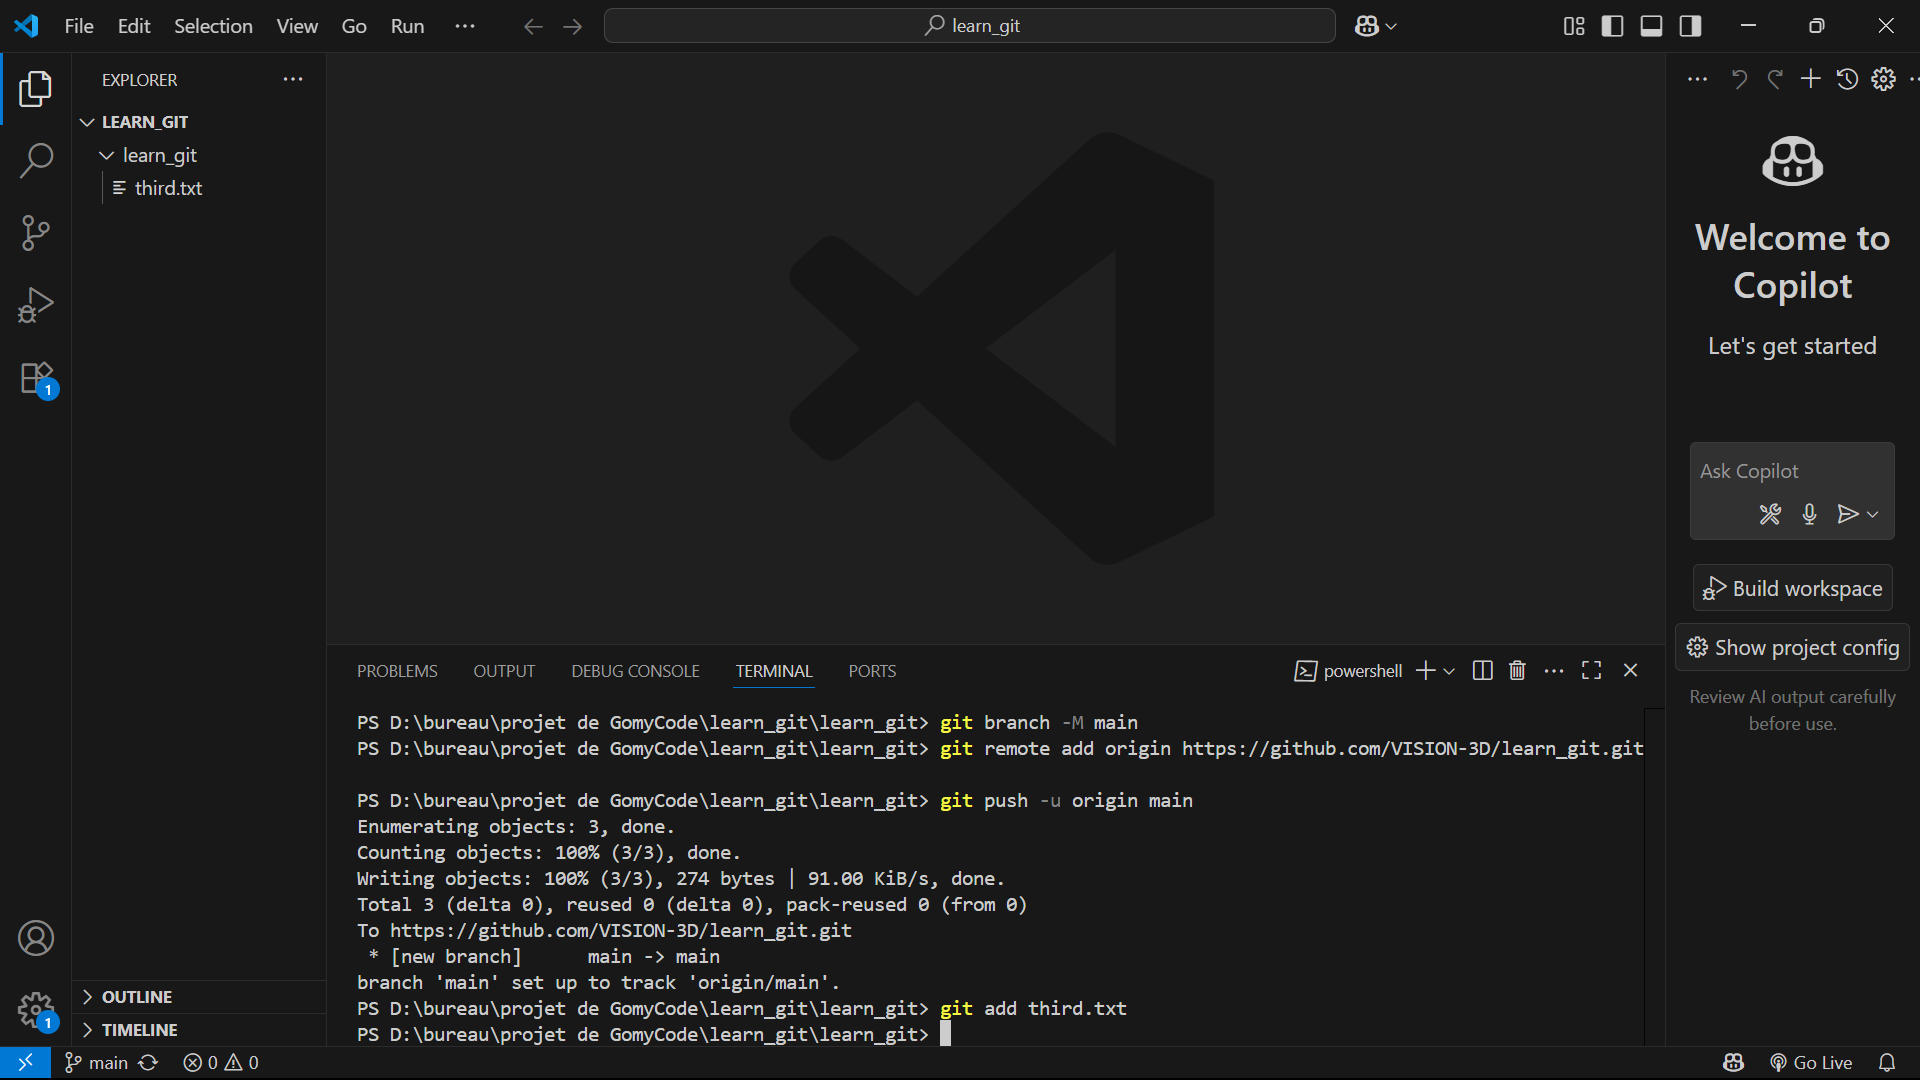 File Edit Selection View Go Run
learn_git
EXPLORER
LEARN_GIT
learn_git
third.txt
1
OUTLINE
1
TIMELINE
PROBLEMS OUTPUT DEBUG CONSOLE TERMINAL PORTS
powershell
PS D:\bureau\projet de GomyCode\learn_git\learn_git> git branch -M main
PS D:\bureau\projet de GomyCode\learn_git\learn_git> git remote add origin https://github.com/VISION-3D/learn_git.git
PS D:\bureau\projet de GomyCode\learn_git\learn_git> git push -u origin main
Enumerating objects: 3, done.
Counting objects: 100% (3/3), done.
Writing objects: 100% (3/3), 274 bytes | 91.00 KiB/s, done.
Total 3 (delta 0), reused 0 (delta 0), pack-reused 0 (from 0)
To https://github.com/VISION-3D/learn_git.git
 * [new branch]      main -> main
branch 'main' set up to track 'origin/main'.
PS D:\bureau\projet de GomyCode\learn_git\learn_git> git add third.txt
PS D:\bureau\projet de GomyCode\learn_git\learn_git>
Welcome to
Copilot
Let's get started
Ask Copilot
Build workspace
Show project config
Review AI output carefully
before use.
main 0 0 Go Live